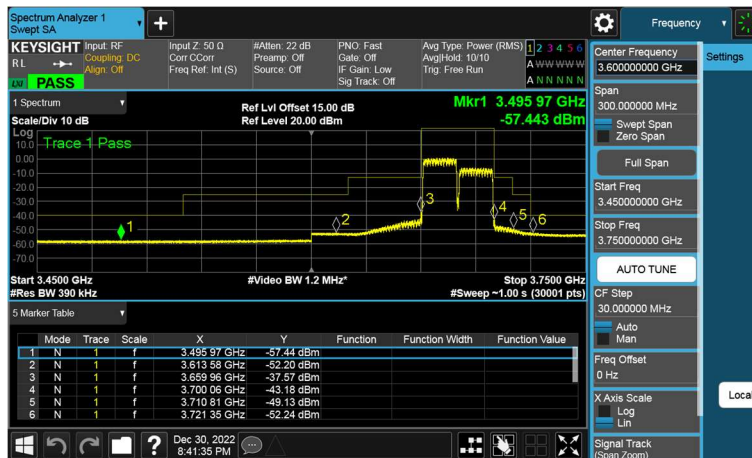 Spectrum Analyzer 1
Swept SA
Frequency
KEYSIGHT
RL
Input: RF
Coupling: DC
Align: Off
Input Z: 50 Ω
Corr CCorr
Freq Ref: Int (S)
#Atten: 22 dB
Preamp: Off
Source: Off
PNO: Fast
Gate: Off
IF Gain: Low
Sig Track: Off
Avg Type: Power (RMS)
Avg|Hold: 10/10
Trig: Free Run
1 2 3 4 5 6
A W W W W W
A N N N N N
LXI PASS
1 Spectrum
Scale/Div 10 dB
Ref Lvl Offset 15.00 dB
Ref Level 20.00 dBm
Mkr1 3.495 97 GHz
-57.443 dBm
Log
Trace 1 Pass
10.0
0.00
-10.0
-20.0
-30.0
-40.0
-50.0
-60.0
-70.0
1
2
3
4
5
6
Start 3.4500 GHz
#Video BW 1.2 MHz*
Stop 3.7500 GHz
#Res BW 390 kHz
#Sweep ~1.00 s (30001 pts)
5 Marker Table
Mode Trace Scale X Y Function Function Width Function Value
1 N 1 f 3.495 97 GHz -57.44 dBm
2 N 1 f 3.613 58 GHz -52.20 dBm
3 N 1 f 3.659 96 GHz -37.57 dBm
4 N 1 f 3.700 06 GHz -43.18 dBm
5 N 1 f 3.710 81 GHz -49.13 dBm
6 N 1 f 3.721 35 GHz -52.24 dBm
?
Dec 30, 2022
8:41:35 PM
Center Frequency
3.600000000 GHz
Settings
Span
300.000000 MHz
Swept Span
Zero Span
Full Span
Start Freq
3.450000000 GHz
Stop Freq
3.750000000 GHz
AUTO TUNE
CF Step
30.000000 MHz
Auto
Man
Freq Offset
0 Hz
X Axis Scale
Log
Lin
Local
Signal Track
(Span Zoom)